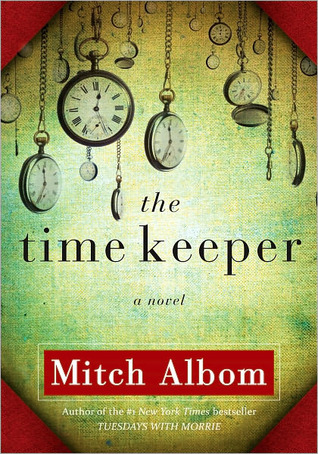 the
time keeper
a novel
Mitch Albom
Author of the #1 New York Times bestseller
TUESDAYS WITH MORRIE